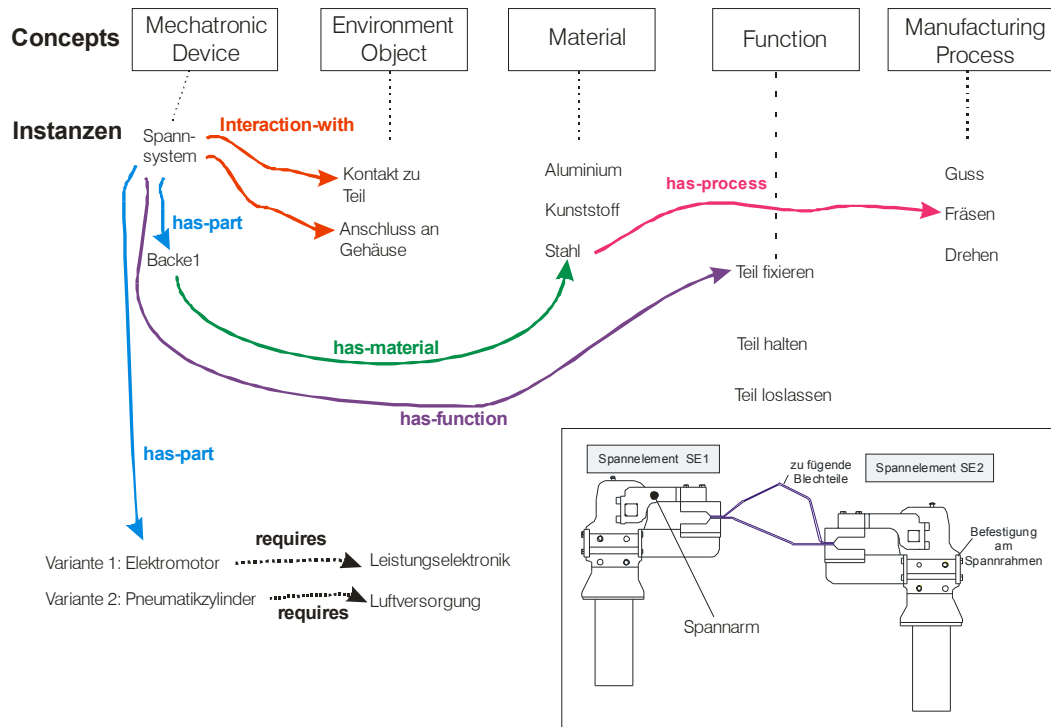 Concepts
Mechatronic
Device
Environment
Object
Material
Function
Manufacturing
Process
Instanzen
Spann-
system
Interaction-with
Kontakt zu
Teil
Anschluss an
Gehäuse
Aluminium
Kunststoff
Stahl
has-process
Guss
Fräsen
Drehen
has-part
Backe1
Teil fixieren
has-material
Teil halten
Teil loslassen
has-function
has-part
Variante 1: Elektromotor
requires
Leistungselektronik
Variante 2: Pneumatikzylinder
requires
Luftversorgung
Spannelement SE1
zu fügende
Blechteile
Spannelement SE2
Befestigung
am
Spannrahmen
Spannarm